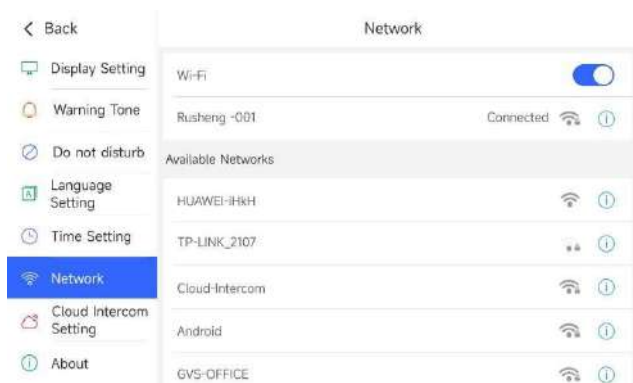 Back
Network
Display Setting
Warning Tone
Do not disturb
Language
Setting
Time Setting
Network
Cloud Intercom
Setting
About
Wi-Fi
Rusheng -001 Connected
Available Networks
HUAWEI-iHkH
TP-LINK_2107
Cloud-Intercom
Android
GVS-OFFICE